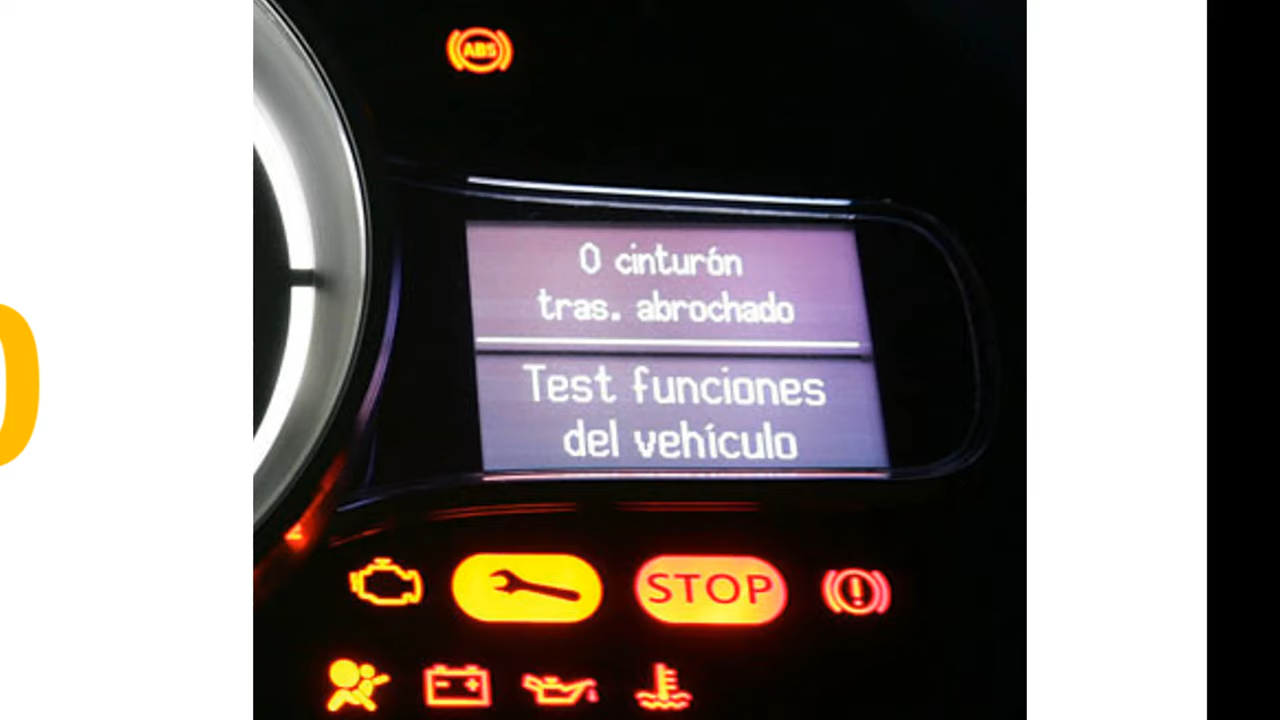 ABS
0 cinturón
tras. abrochado
Test funciones
del vehículo
STOP